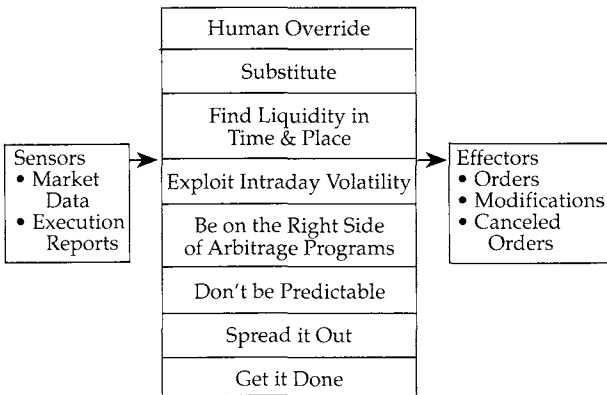 Human Override
Substitute
Find Liquidity in
Time & Place
Exploit Intraday Volatility
Be on the Right Side
of Arbitrage Programs
Don't be Predictable
Spread it Out
Get it Done
Sensors
• Market
Data
• Execution
Reports
Effectors
• Orders
• Modifications
• Canceled
Orders